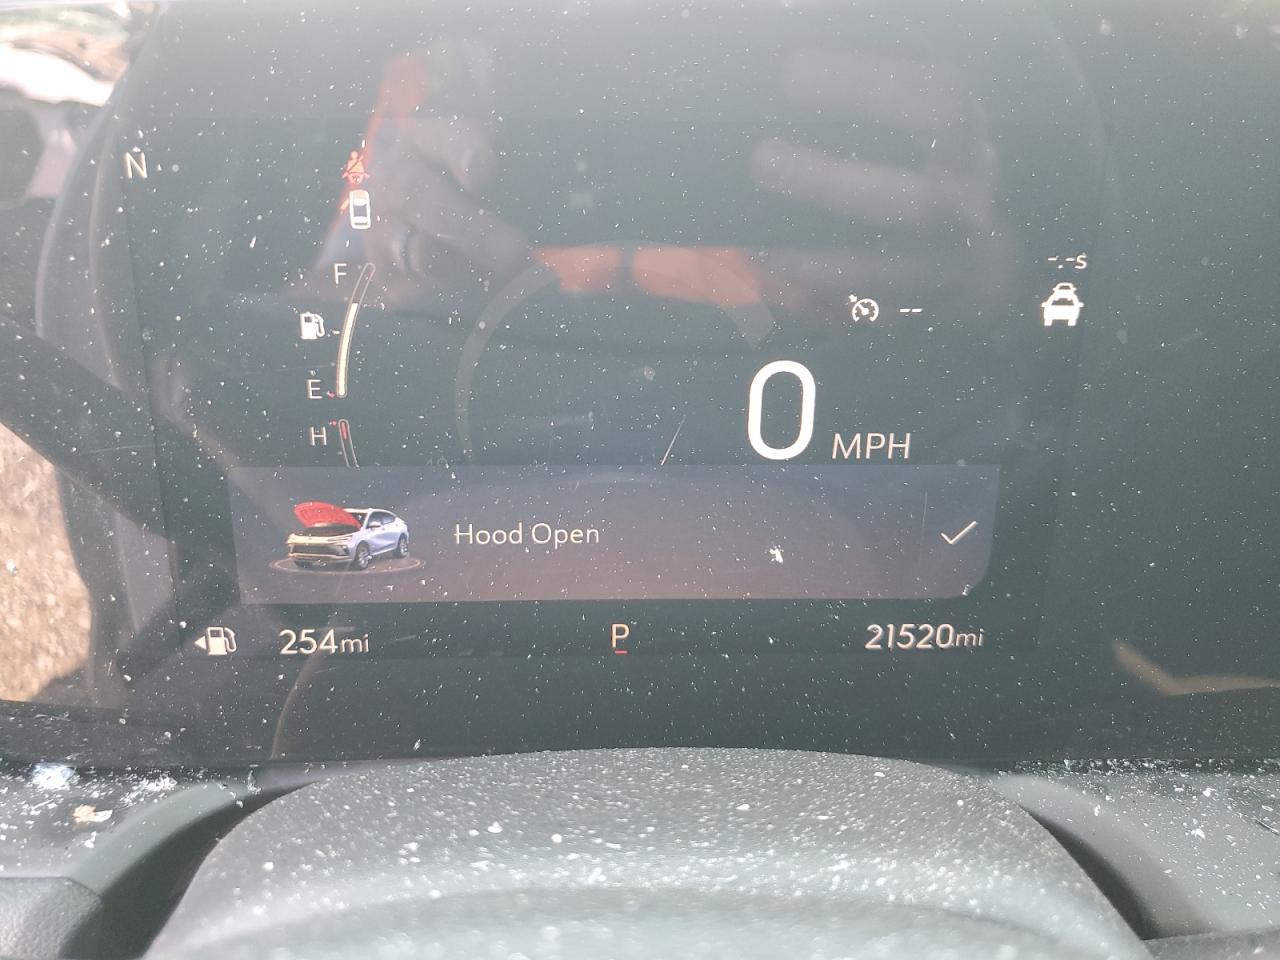 N
F
-.-s
--
E
H
0 MPH
Hood Open
254mi
P
21520mi